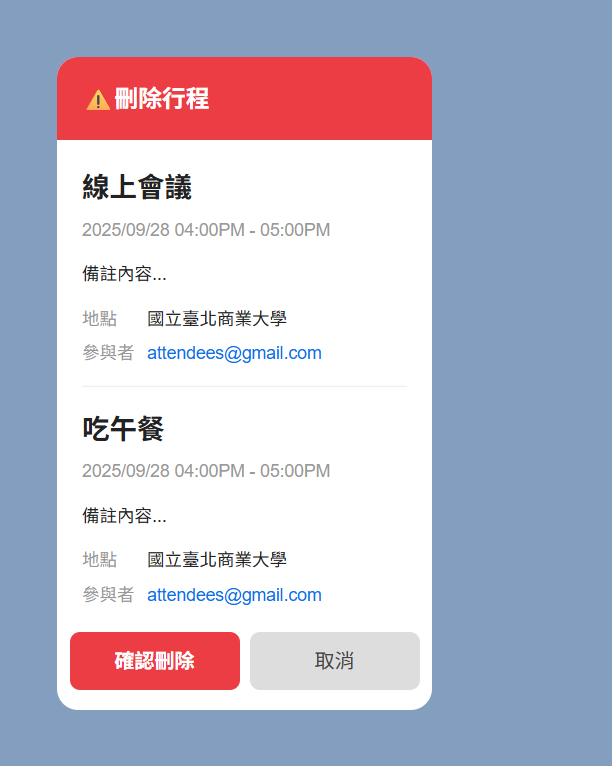 ⚠️刪除行程
線上會議
2025/09/28 04:00PM - 05:00PM
備註內容...
地點 國立臺北商業大學
參與者 attendees@gmail.com
吃午餐
2025/09/28 04:00PM - 05:00PM
備註內容...
地點 國立臺北商業大學
參與者 attendees@gmail.com
確認刪除 取消